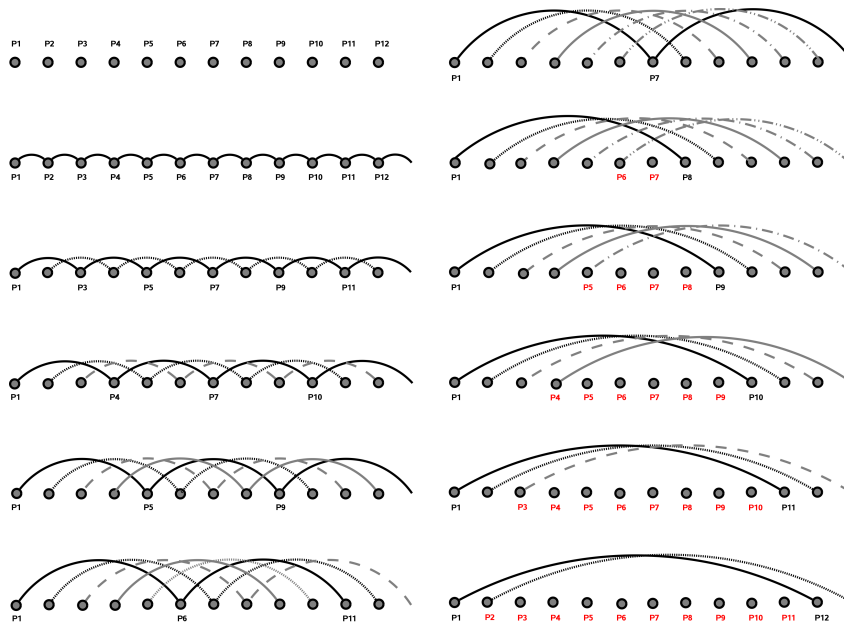 P1 P2 P3 P4 P5 P6 P7 P8 P9 P10 P11 P12
P1 P2 P3 P4 P5 P6 P7 P8 P9 P10 P11 P12
P1 P3 P5 P7 P9 P11
P1 P4 P7 P10
P1 P5 P9
P1 P6 P11
P1 P7
P1 P6 P7 P8
P1 P5 P6 P7 P8 P9
P1 P4 P5 P6 P7 P8 P9 P10
P1 P3 P4 P5 P6 P7 P8 P9 P10 P11
P1 P2 P3 P4 P5 P6 P7 P8 P9 P10 P11 P12